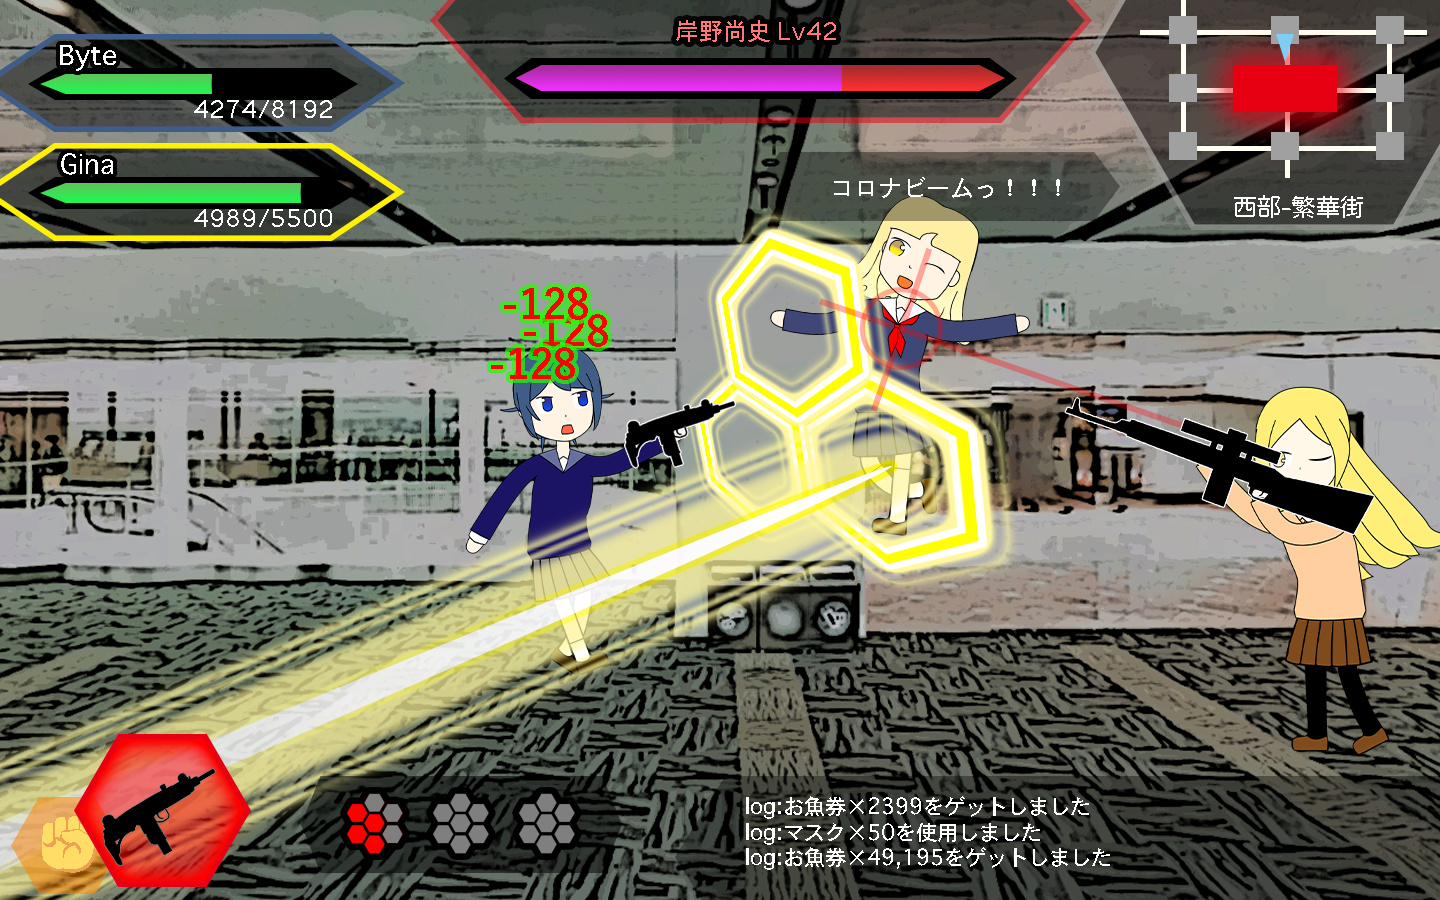 Byte
4274/8192
Gina
4989/5500
岸野尚史 Lv42
西部-繁華街
コロナビームっ！！！
-128
-128
-128
log:お魚券×2399をゲットしました
log:マスク×50を使用しました
log:お魚券×49,195をゲットしました